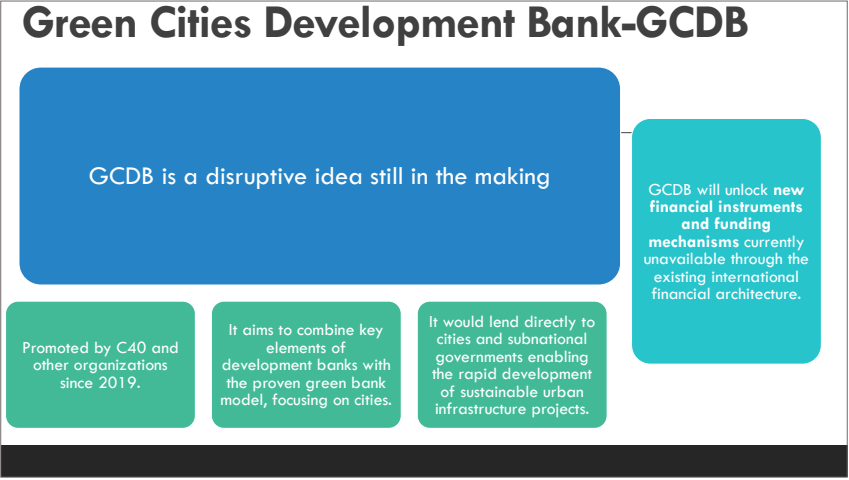 Green Cities Development Bank-GCDB
GCDB is a disruptive idea still in the making
GCDB will unlock new
financial instruments
and funding
mechanisms currently
unavailable through the
existing international
financial architecture.
Promoted by C40 and
other organizations
since 2019.
It aims to combine key
elements of
development banks with
the proven green bank
model, focusing on cities.
It would lend directly to
cities and subnational
governments enabling
the rapid development
of sustainable urban
infrastructure projects.